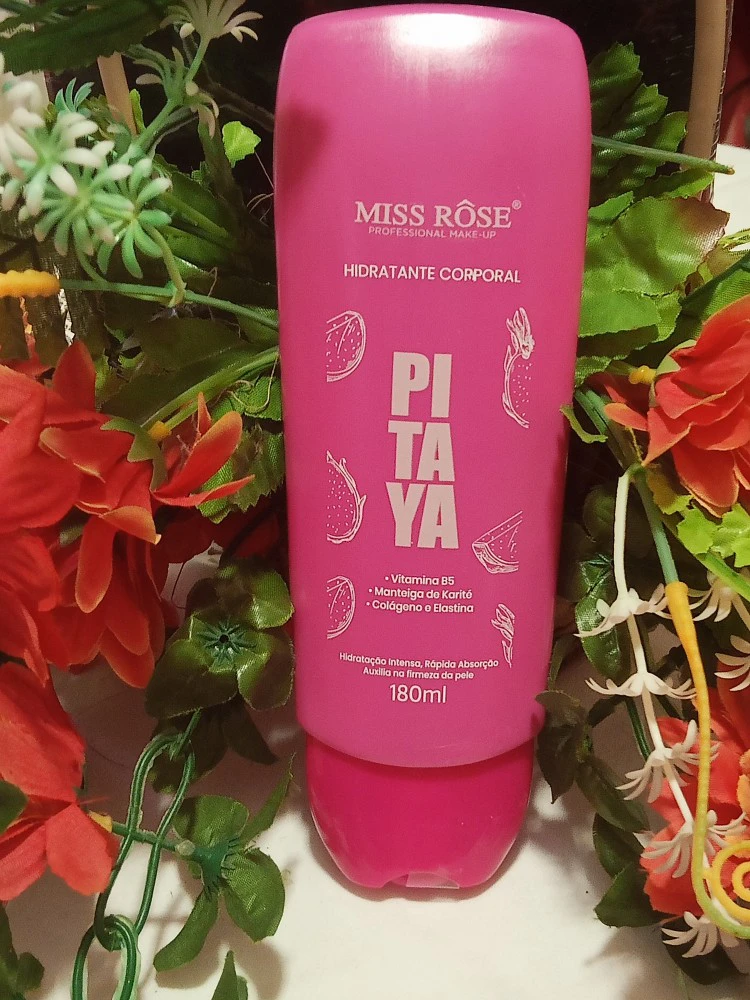 MISS RÔSE®
PROFESSIONAL MAKE-UP
HIDRATANTE CORPORAL
PI
TA
YA
• Vitamina B5
• Manteiga de Karité
• Colágeno e Elastina
Hidratação Intensa, Rápida Absorção
Auxilia na firmeza da pele
180ml